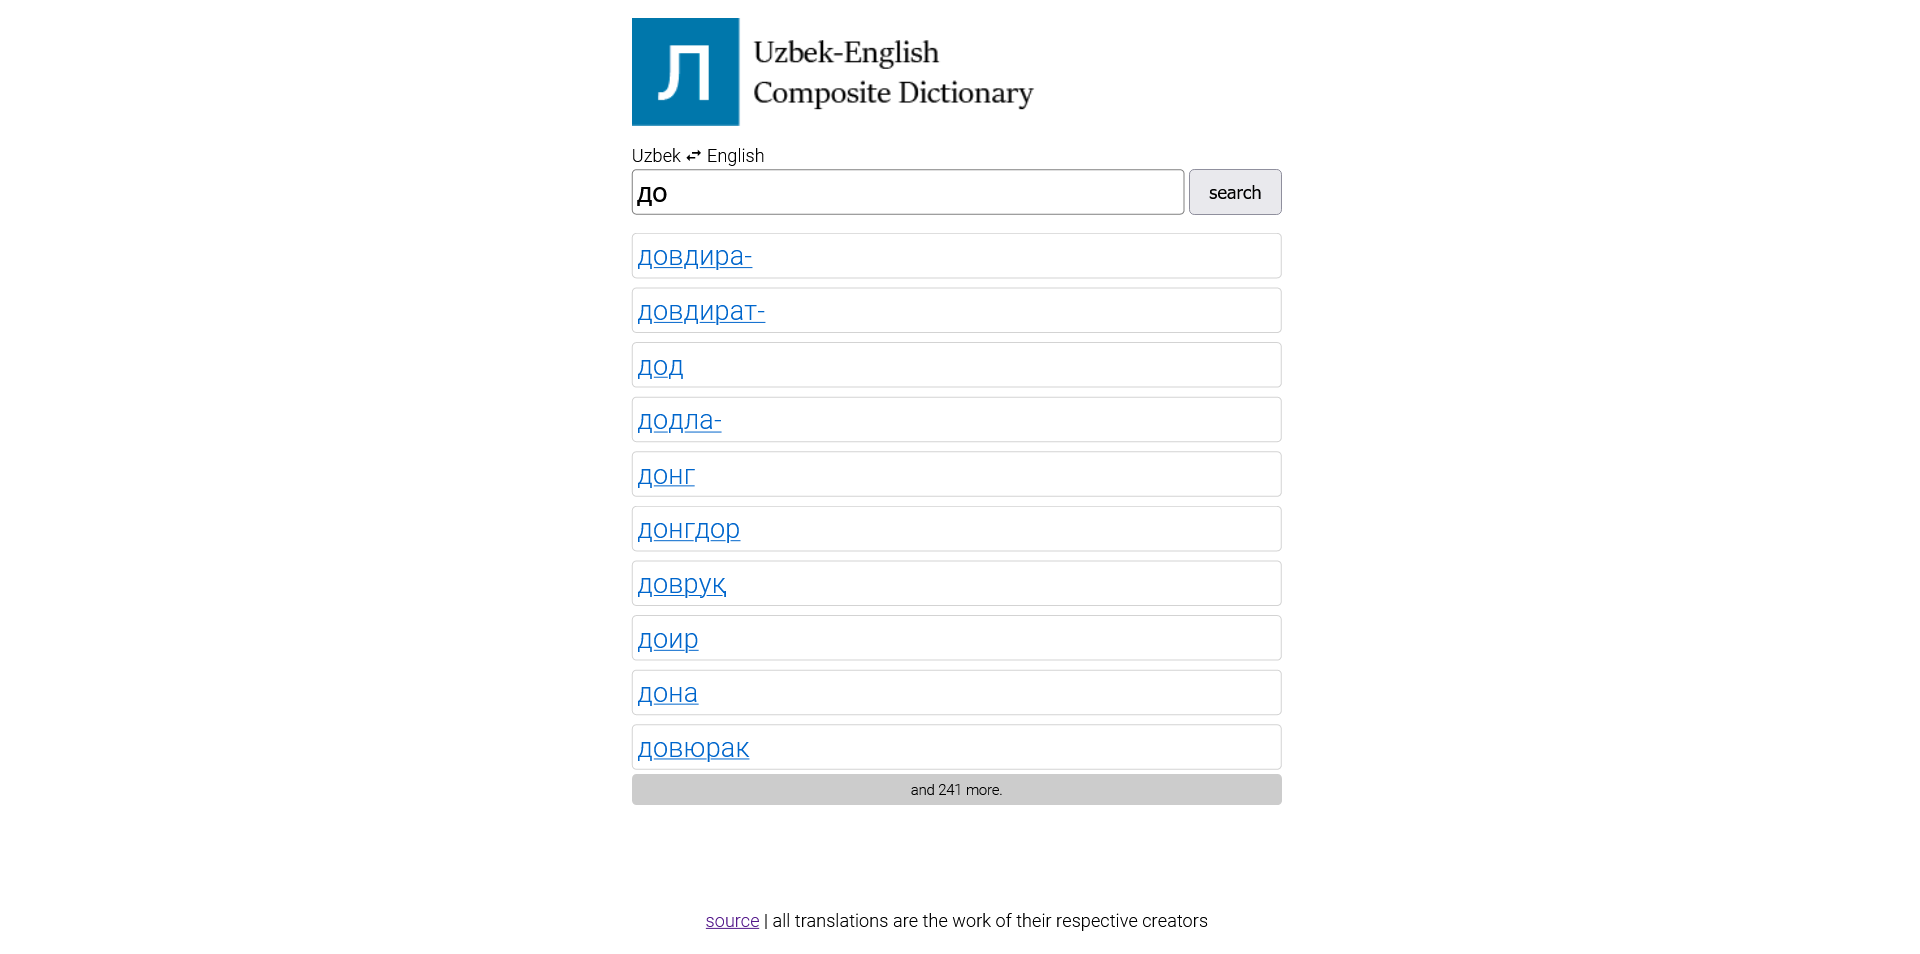 Л
Uzbek-English
Composite Dictionary
Uzbek ⇄ English
до
search
довдира-
довдират-
дод
додла-
донг
донгдор
довруқ
доир
дона
довюрак
and 241 more.
source | all translations are the work of their respective creators